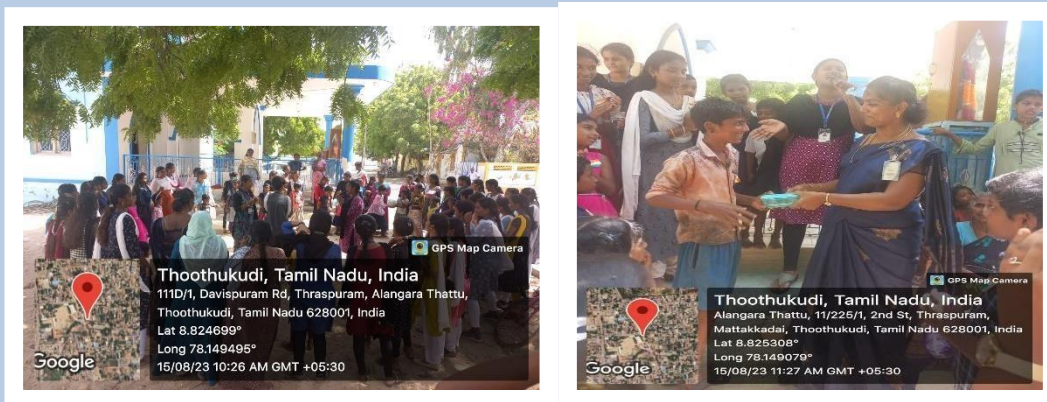 GPS Map Camera
Thoothukudi, Tamil Nadu, India
111D/1, Davispuram Rd, Thraspuram, Alangara Thattu,
Thoothukudi, Tamil Nadu 628001, India
Lat 8.824699°
Long 78.149495°
15/08/23 10:26 AM GMT +05:30
Google
GPS Map Camera
Thoothukudi, Tamil Nadu, India
Alangara Thattu, 11/225/1, 2nd St, Thraspuram,
Mattakkadai, Thoothukudi, Tamil Nadu 628001, India
Lat 8.825308°
Long 78.149079°
15/08/23 11:27 AM GMT +05:30
Google